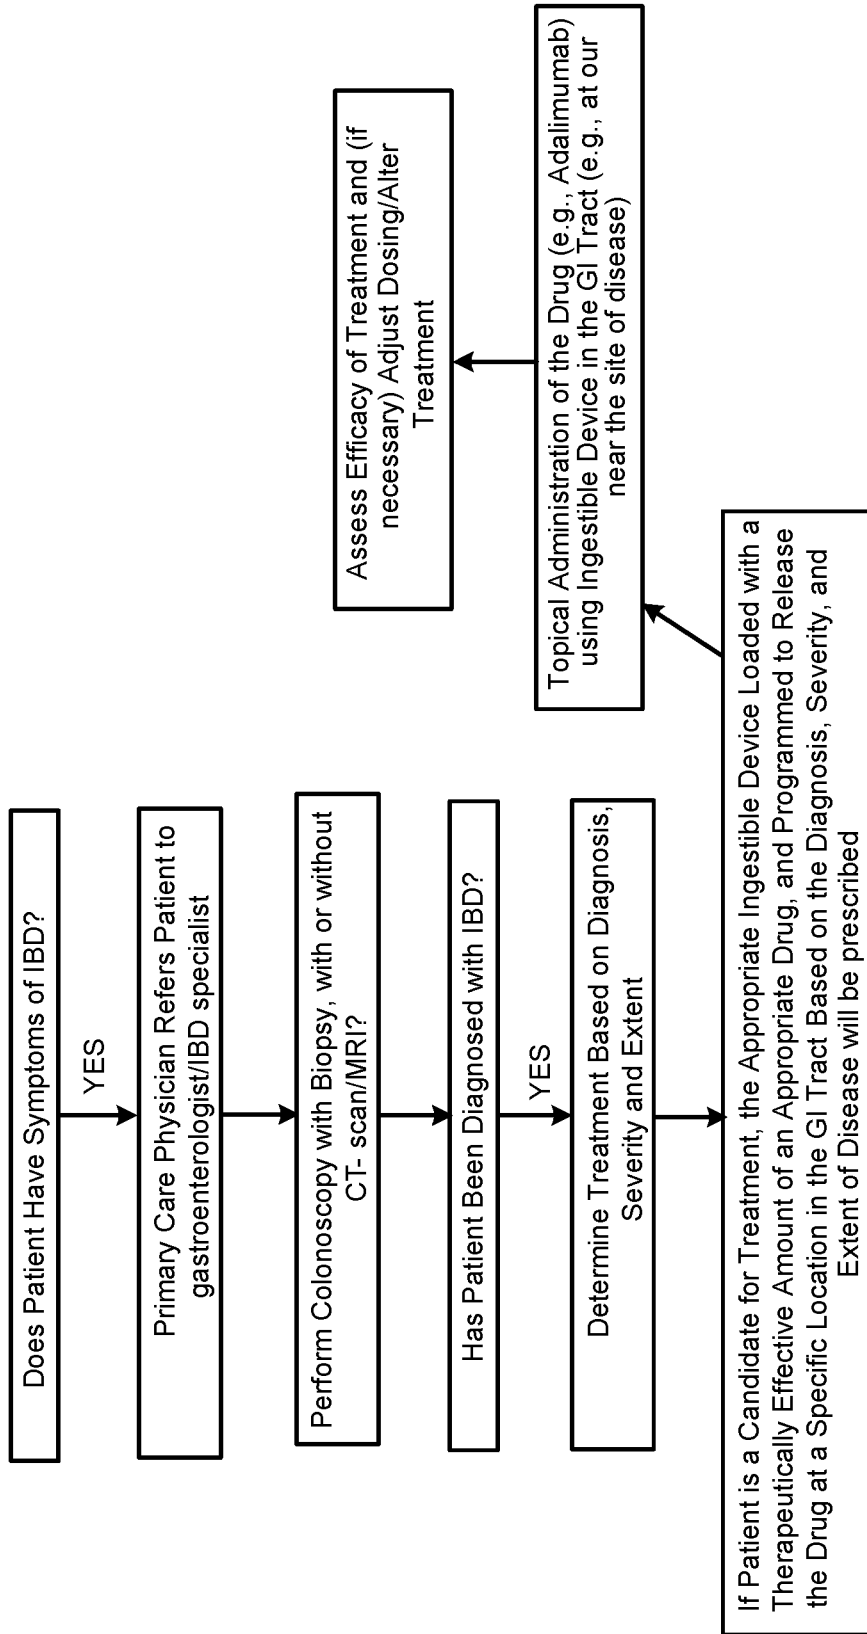 Does Patient Have Symptoms of IBD?
YES
Primary Care Physician Refers Patient to
gastroenterologist/IBD specialist
Perform Colonoscopy with Biopsy, with or without
CT- scan/MRI?
Has Patient Been Diagnosed with IBD?
YES
Determine Treatment Based on Diagnosis,
Severity and Extent
If Patient is a Candidate for Treatment, the Appropriate Ingestible Device Loaded with a
Therapeutically Effective Amount of an Appropriate Drug, and Programmed to Release
the Drug at a Specific Location in the GI Tract Based on the Diagnosis, Severity, and
Extent of Disease will be prescribed
Topical Administration of the Drug (e.g., Adalimumab)
using Ingestible Device in the GI Tract (e.g., at our
near the site of disease)
Assess Efficacy of Treatment and (if
necessary) Adjust Dosing/Alter
Treatment